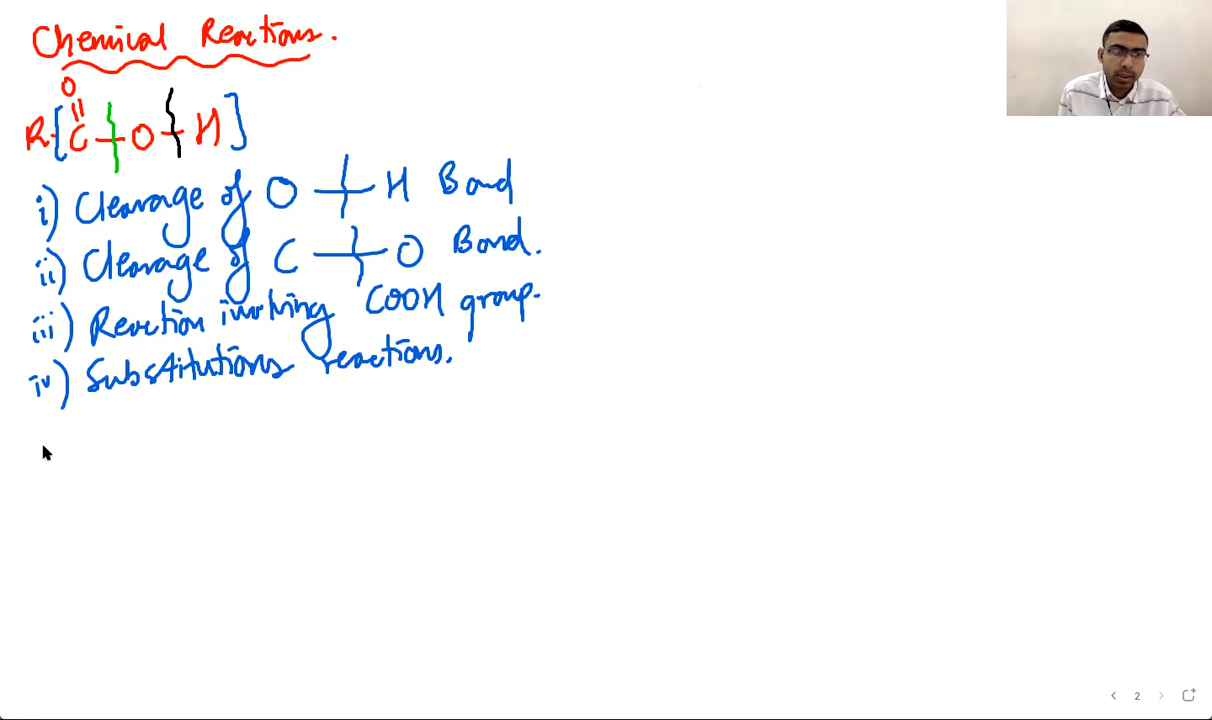 Chemical Reactions.
O
R[C-O-H]
i) Cleavage of O-H Bond
ii) Cleavage of C-O Bond.
iii) Reaction involving COOH group.
iv) Substitutions reactions.
2